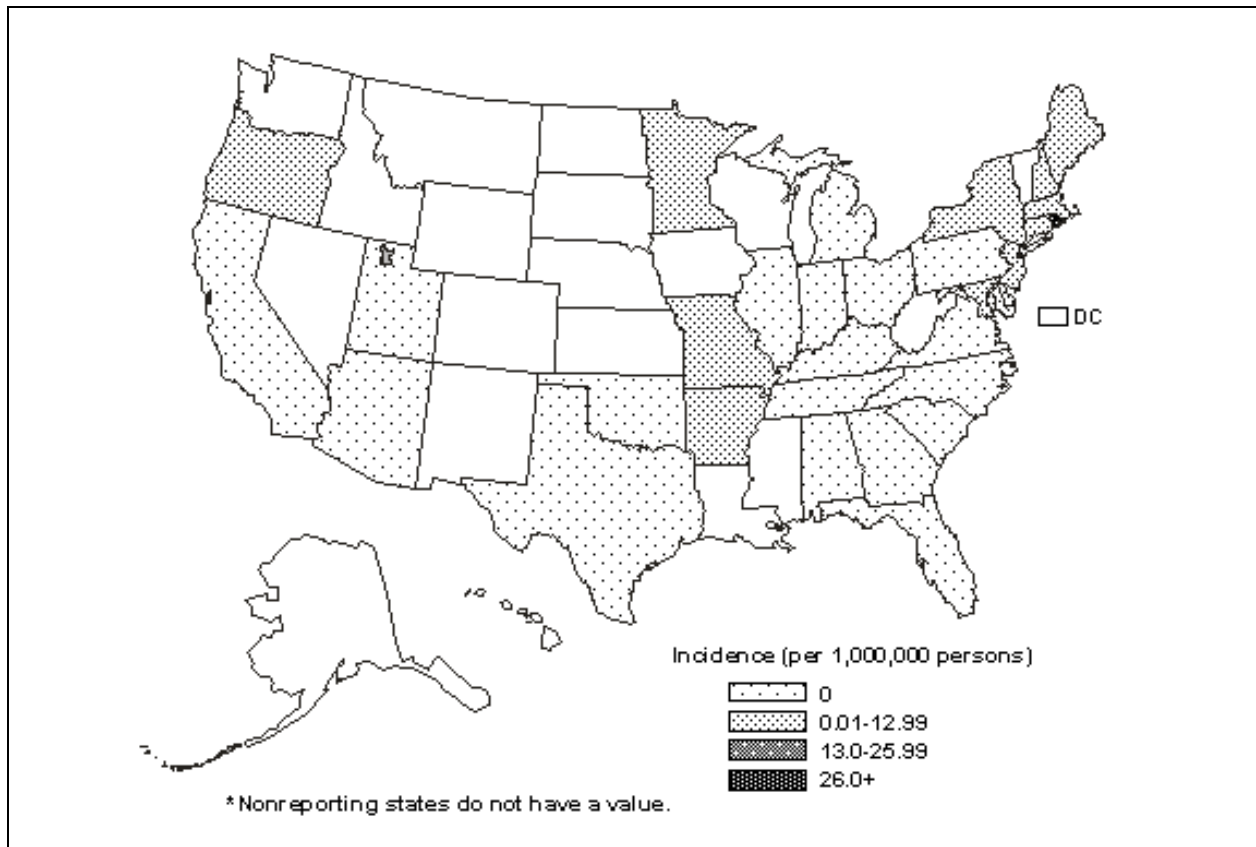 DC
Incidence (per 1,000,000 persons)
0
0.01-12.99
13.0-25.99
26.0+
*Nonreporting states do not have a value.